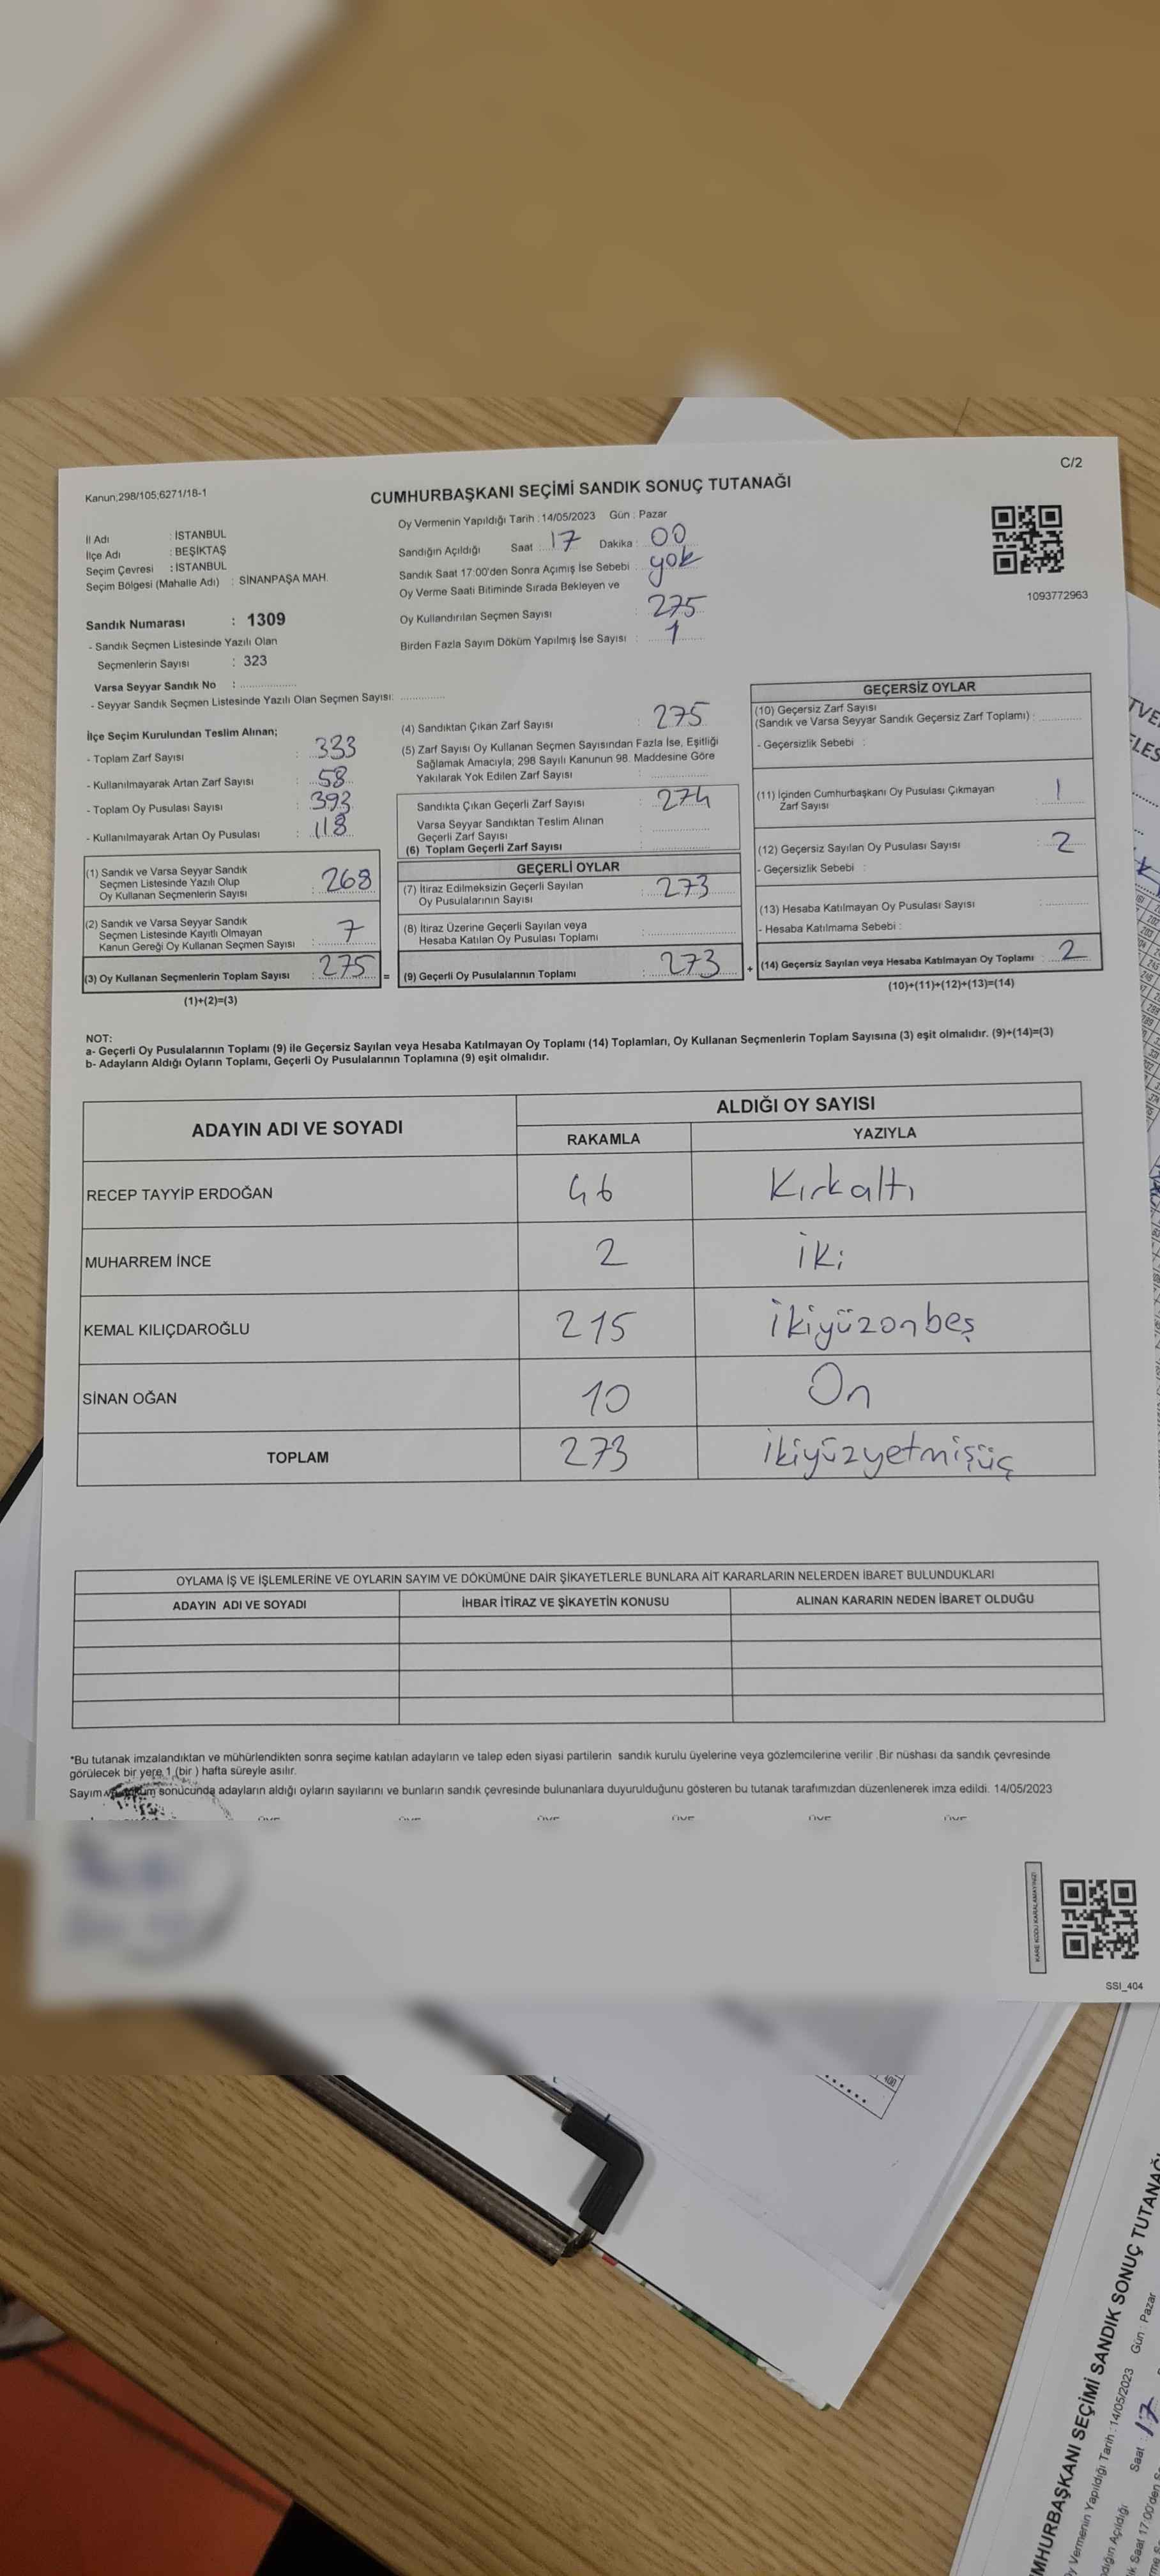 C/2
Kanun,298/105;6271/18-1
CUMHURBAŞKANI SEÇİMİ SANDIK SONUÇ TUTANAĞI
İl Adı : İSTANBUL
İlçe Adı : BEŞİKTAŞ
Seçim Çevresi : İSTANBUL
Seçim Bölgesi (Mahalle Adı) : SİNANPAŞA MAH.
Sandık Numarası : 1309
- Sandık Seçmen Listesinde Yazılı Olan
Seçmenlerin Sayısı : 323
Varsa Seyyar Sandık No :
- Seyyar Sandık Seçmen Listesinde Yazılı Olan Seçmen Sayısı:
Oy Vermenin Yapıldığı Tarih : 14/05/2023 Gün : Pazar
Sandığın Açıldığı Saat : 17 Dakika : 00
Sandık Saat 17:00'den Sonra Açımış İse Sebebi : yok
Oy Verme Saati Bitiminde Sırada Bekleyen ve
Oy Kullandırılan Seçmen Sayısı : 275
Birden Fazla Sayım Döküm Yapılmış İse Sayısı : 1
1093772963
İlçe Seçim Kurulundan Teslim Alınan;
- Toplam Zarf Sayısı : 333
- Kullanılmayarak Artan Zarf Sayısı : 58
- Toplam Oy Pusulası Sayısı : 393
- Kullanılmayarak Artan Oy Pusulası : 118
(1) Sandık ve Varsa Seyyar Sandık
Seçmen Listesinde Yazılı Olup
Oy Kullanan Seçmenlerin Sayısı : 268
(2) Sandık ve Varsa Seyyar Sandık
Seçmen Listesinde Kayıtlı Olmayan
Kanun Gereği Oy Kullanan Seçmen Sayısı : 7
(3) Oy Kullanan Seçmenlerin Toplam Sayısı : 275 =
(1)+(2)=(3)
(4) Sandıktan Çıkan Zarf Sayısı : 275
(5) Zarf Sayısı Oy Kullanan Seçmen Sayısından Fazla İse, Eşitliği
Sağlamak Amacıyla; 298 Sayılı Kanunun 98. Maddesine Göre
Yakılarak Yok Edilen Zarf Sayısı :
Sandıkta Çıkan Geçerli Zarf Sayısı : 274
Varsa Seyyar Sandıktan Teslim Alınan
Geçerli Zarf Sayısı :
(6) Toplam Geçerli Zarf Sayısı :
GEÇERLİ OYLAR
(7) İtiraz Edilmeksizin Geçerli Sayılan
Oy Pusulalarının Sayısı : 273
(8) İtiraz Üzerine Geçerli Sayılan veya
Hesaba Katılan Oy Pusulası Toplamı :
(9) Geçerli Oy Pusulalarının Toplamı : 273 +
GEÇERSİZ OYLAR
(10) Geçersiz Zarf Sayısı
(Sandık ve Varsa Seyyar Sandık Geçersiz Zarf Toplamı) :
- Geçersizlik Sebebi :
(11) İçinden Cumhurbaşkanı Oy Pusulası Çıkmayan
Zarf Sayısı : 1
(12) Geçersiz Sayılan Oy Pusulası Sayısı : 2
- Geçersizlik Sebebi :
(13) Hesaba Katılmayan Oy Pusulası Sayısı :
- Hesaba Katılmama Sebebi :
(14) Geçersiz Sayılan veya Hesaba Katılmayan Oy Toplamı : 2
(10)+(11)+(12)+(13)=(14)
NOT:
a- Geçerli Oy Pusulalarının Toplamı (9) ile Geçersiz Sayılan veya Hesaba Katılmayan Oy Toplamı (14) Toplamları, Oy Kullanan Seçmenlerin Toplam Sayısına (3) eşit olmalıdır. (9)+(14)=(3)
b- Adayların Aldığı Oyların Toplamı, Geçerli Oy Pusulalarının Toplamına (9) eşit olmalıdır.
ADAYIN ADI VE SOYADI
ALDIĞI OY SAYISI
RAKAMLA YAZIYLA
RECEP TAYYİP ERDOĞAN 46 Kırkaltı
MUHARREM İNCE 2 iki
KEMAL KILIÇDAROĞLU 215 ikiyüzonbeş
SİNAN OĞAN 10 On
TOPLAM 273 ikiyüzyetmişüç
OYLAMA İŞ VE İŞLEMLERİNE VE OYLARIN SAYIM VE DÖKÜMÜNE DAİR ŞİKAYETLERLE BUNLARA AİT KARARLARIN NELERDEN İBARET BULUNDUKLARI
ADAYIN ADI VE SOYADI İHBAR İTİRAZ VE ŞİKAYETİN KONUSU ALINAN KARARIN NEDEN İBARET OLDUĞU
*Bu tutanak imzalandıktan ve mühürlendikten sonra seçime katılan adayların ve talep eden siyasi partilerin sandık kurulu üyelerine veya gözlemcilerine verilir .Bir nüshası da sandık çevresinde
görülecek bir yere 1 (bir ) hafta süreyle asılır.
Sayım sonucunda adayların aldığı oyların sayılarını ve bunların sandık çevresinde bulunanlara duyurulduğunu gösteren bu tutanak tarafımızdan düzenlenerek imza edildi. 14/05/2023
KARE KODU KARALAMAYINIZ!
SSI_404
400
SEÇİMİ SANDIK SONUÇ
Vermenin Yapıldığı Tarih : 14/05/2023 Gün : Pazar
Açıldığı Saat : 17
Saat 17:00'den